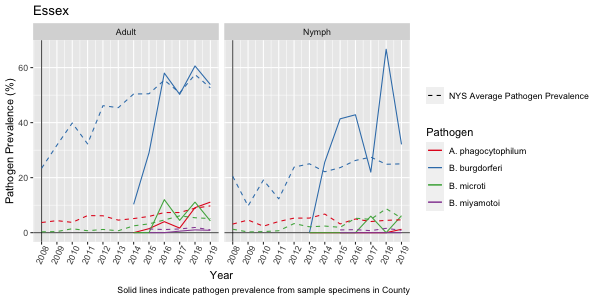 Essex
Adult
Nymph
Pathogen Prevalence (%)
60
40
20
0
2008 2009 2010 2011 2012 2013 2014 2015 2016 2017 2018 2019
2008 2009 2010 2011 2012 2013 2014 2015 2016 2017 2018 2019
Year
Solid lines indicate pathogen prevalence from sample specimens in County
NYS Average Pathogen Prevalence
Pathogen
A. phagocytophilum
B. burgdorferi
B. microti
B. miyamotoi